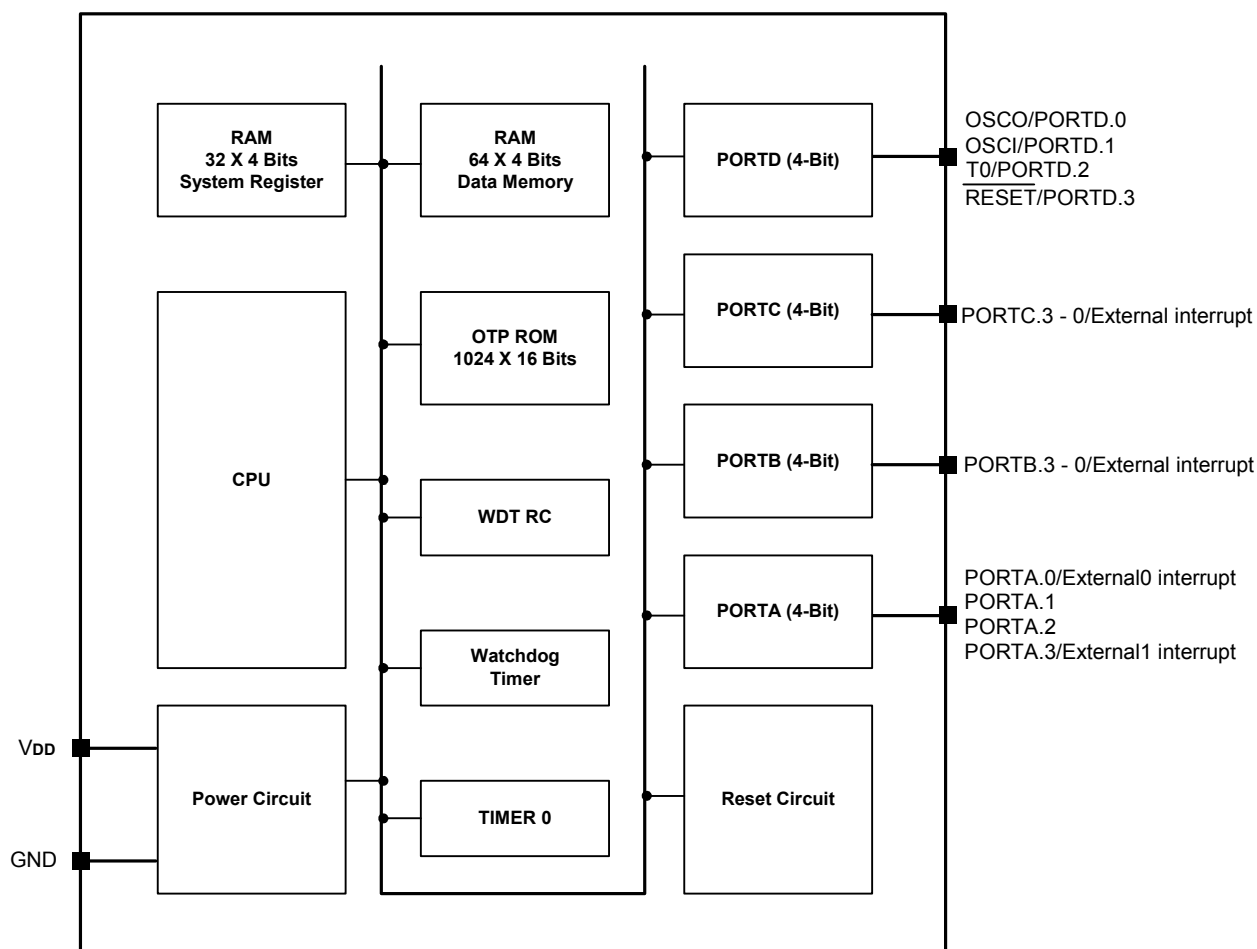 RAM
32 X 4 Bits
System Register
RAM
64 X 4 Bits
Data Memory
PORTD (4-Bit)
OSCO/PORTD.0
OSCI/PORTD.1
T0/PORTD.2
RESET/PORTD.3
CPU
OTP ROM
1024 X 16 Bits
PORTC (4-Bit)
PORTC.3 - 0/External interrupt
PORTB (4-Bit)
PORTB.3 - 0/External interrupt
WDT RC
PORTA (4-Bit)
PORTA.0/External0 interrupt
PORTA.1
PORTA.2
PORTA.3/External1 interrupt
Watchdog
Timer
VDD
GND
Power Circuit
TIMER 0
Reset Circuit